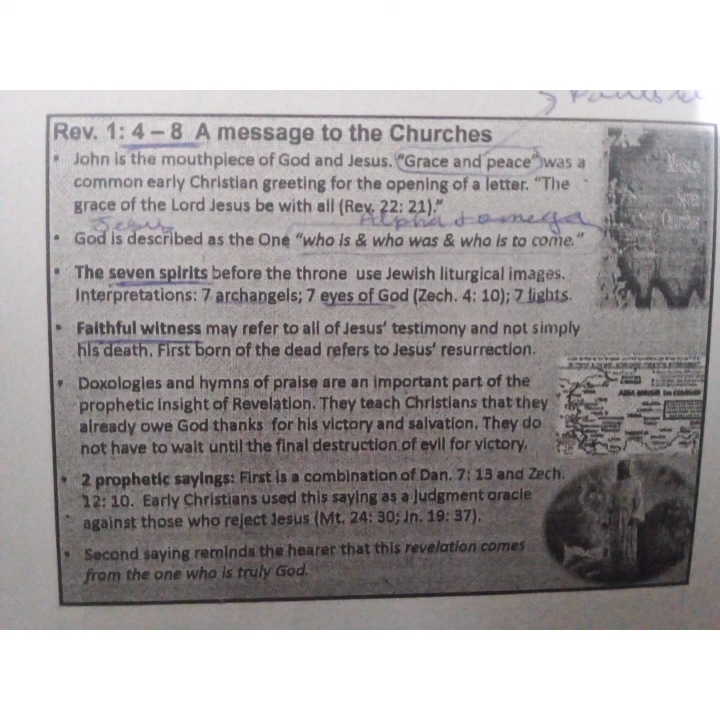 Rev. 1: 4 – 8 A message to the Churches
• John is the mouthpiece of God and Jesus. "Grace and peace" was a
common early Christian greeting for the opening of a letter. "The
grace of the Lord Jesus be with all (Rev. 22: 21)."
Jesus Alpha & omega
• God is described as the One "who is & who was & who is to come."
• The seven spirits before the throne use Jewish liturgical images.
Interpretations: 7 archangels; 7 eyes of God (Zech. 4: 10); 7 lights.
• Faithful witness may refer to all of Jesus' testimony and not simply
his death. First born of the dead refers to Jesus' resurrection.
• Doxologies and hymns of praise are an important part of the
prophetic insight of Revelation. They teach Christians that they
already owe God thanks for his victory and salvation. They do
not have to wait until the final destruction of evil for victory.
• 2 prophetic sayings: First is a combination of Dan. 7: 13 and Zech.
12: 10. Early Christians used this saying as a judgment oracle
against those who reject Jesus (Mt. 24: 30; Jn. 19: 37).
• Second saying reminds the hearer that this revelation comes
from the one who is truly God.
Message
Seven
Churches